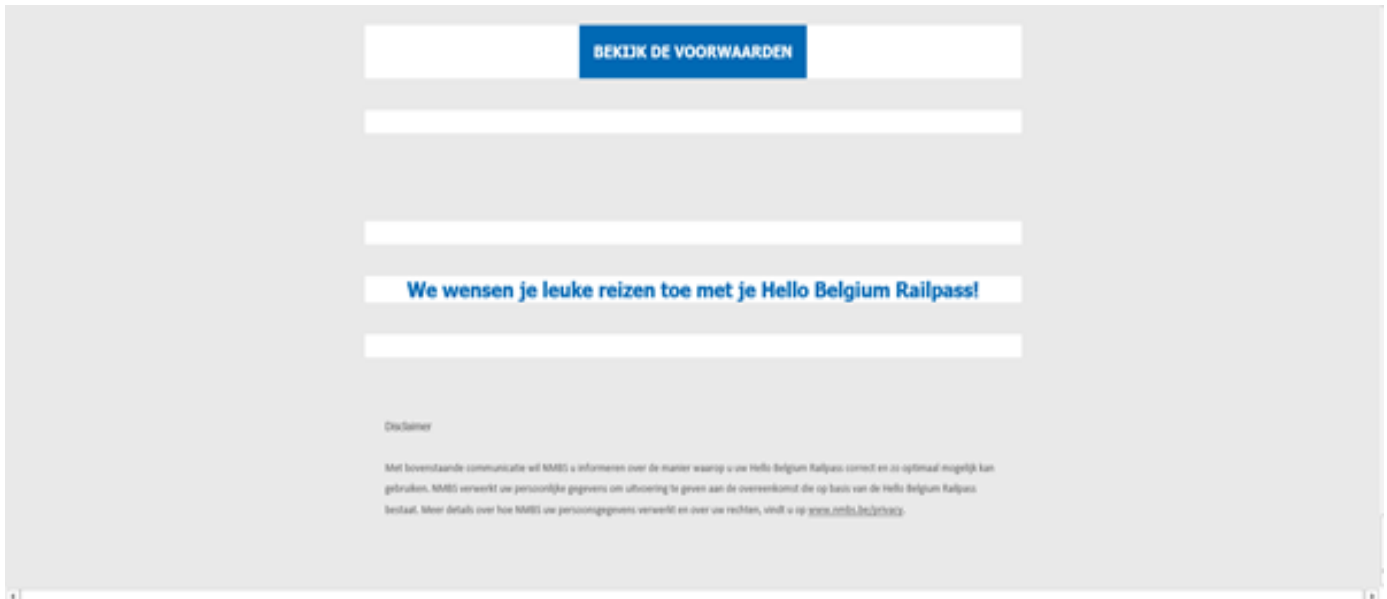 BEKIJK DE VOORWAARDEN
We wensen je leuke reizen toe met je Hello Belgium Railpass!
Disclaimer
Met bovenstaande communicatie wil NMBS u informeren over de manier waarop u uw Hello Belgium Railpass correct en zo optimaal mogelijk kan
gebruiken. NMBS verwerkt uw persoonlijke gegevens om uitvoering te geven aan de overeenkomst die op basis van de Hello Belgium Railpass
bestaat. Meer details over hoe NMBS uw persoonsgegevens verwerkt en over uw rechten, vindt u op www.nmbs.be/privacy.